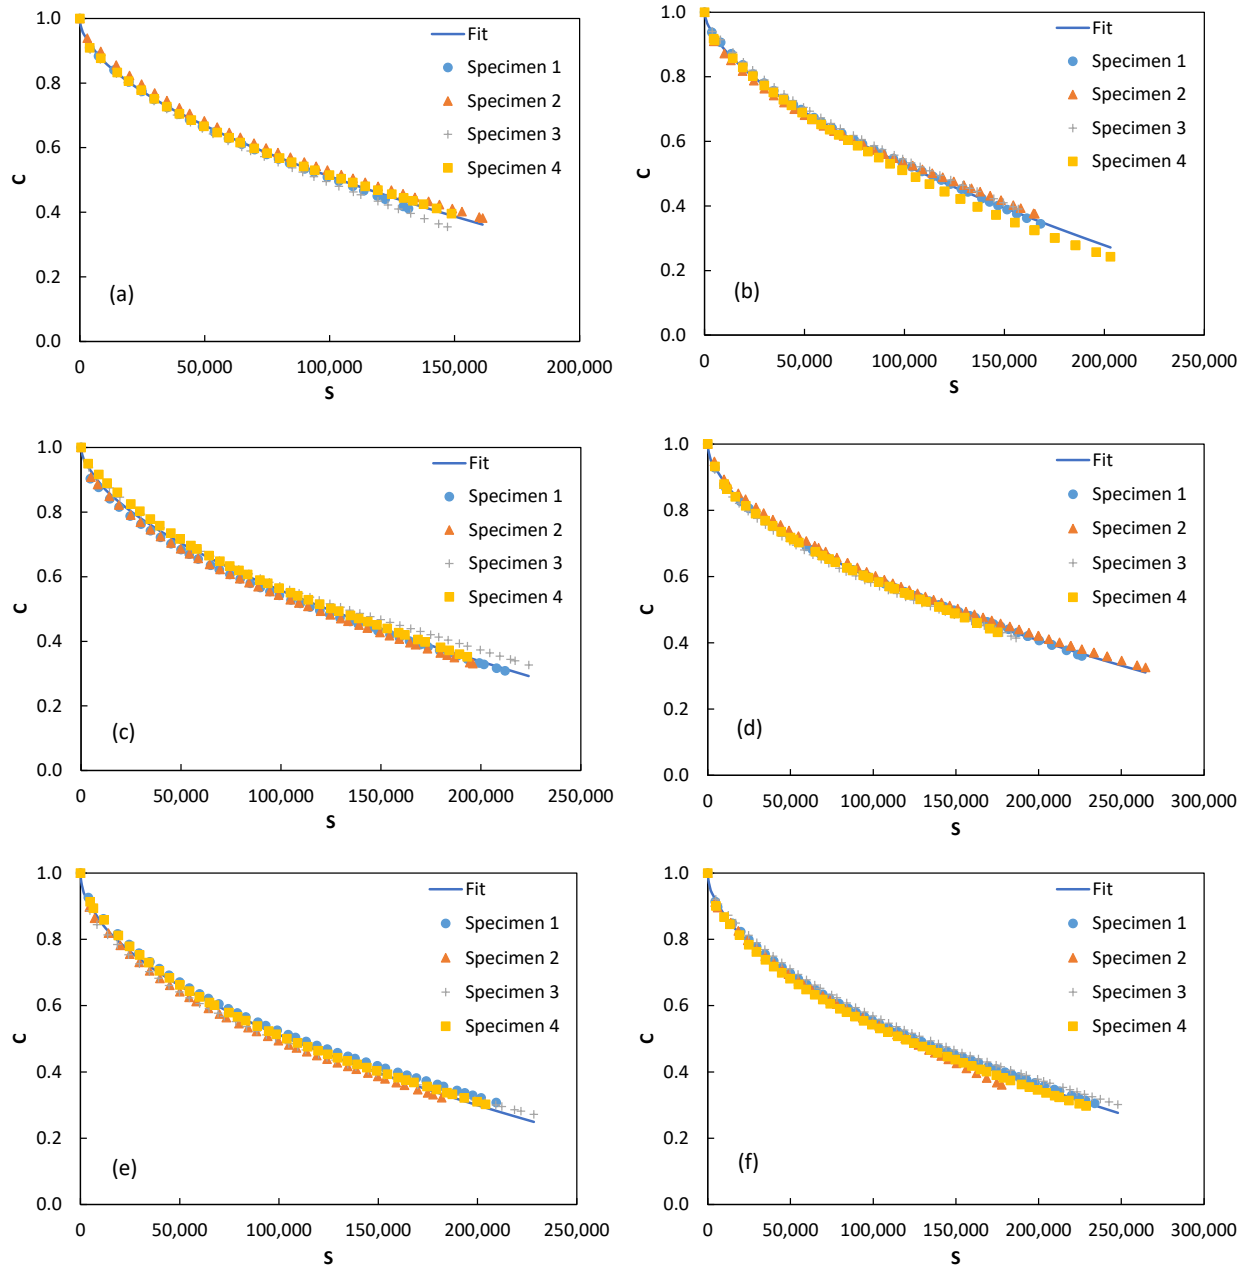 1.0
0.8
0.6
0.4
0.2
0.0
C
Fit
Specimen 1
Specimen 2
Specimen 3
Specimen 4
(a)
0 50,000 100,000 150,000 200,000
S
1.0
0.8
0.6
0.4
0.2
0.0
C
Fit
Specimen 1
Specimen 2
Specimen 3
Specimen 4
(b)
0 50,000 100,000 150,000 200,000 250,000
S
1.0
0.8
0.6
0.4
0.2
0.0
C
Fit
Specimen 1
Specimen 2
Specimen 3
Specimen 4
(c)
0 50,000 100,000 150,000 200,000 250,000
S
1.0
0.8
0.6
0.4
0.2
0.0
C
Fit
Specimen 1
Specimen 2
Specimen 3
Specimen 4
(d)
0 50,000 100,000 150,000 200,000 250,000 300,000
S
1.0
0.8
0.6
0.4
0.2
0.0
C
Fit
Specimen 1
Specimen 2
Specimen 3
Specimen 4
(e)
0 50,000 100,000 150,000 200,000 250,000
S
1.0
0.8
0.6
0.4
0.2
0.0
C
Fit
Specimen 1
Specimen 2
Specimen 3
Specimen 4
(f)
0 50,000 100,000 150,000 200,000 250,000 300,000
S